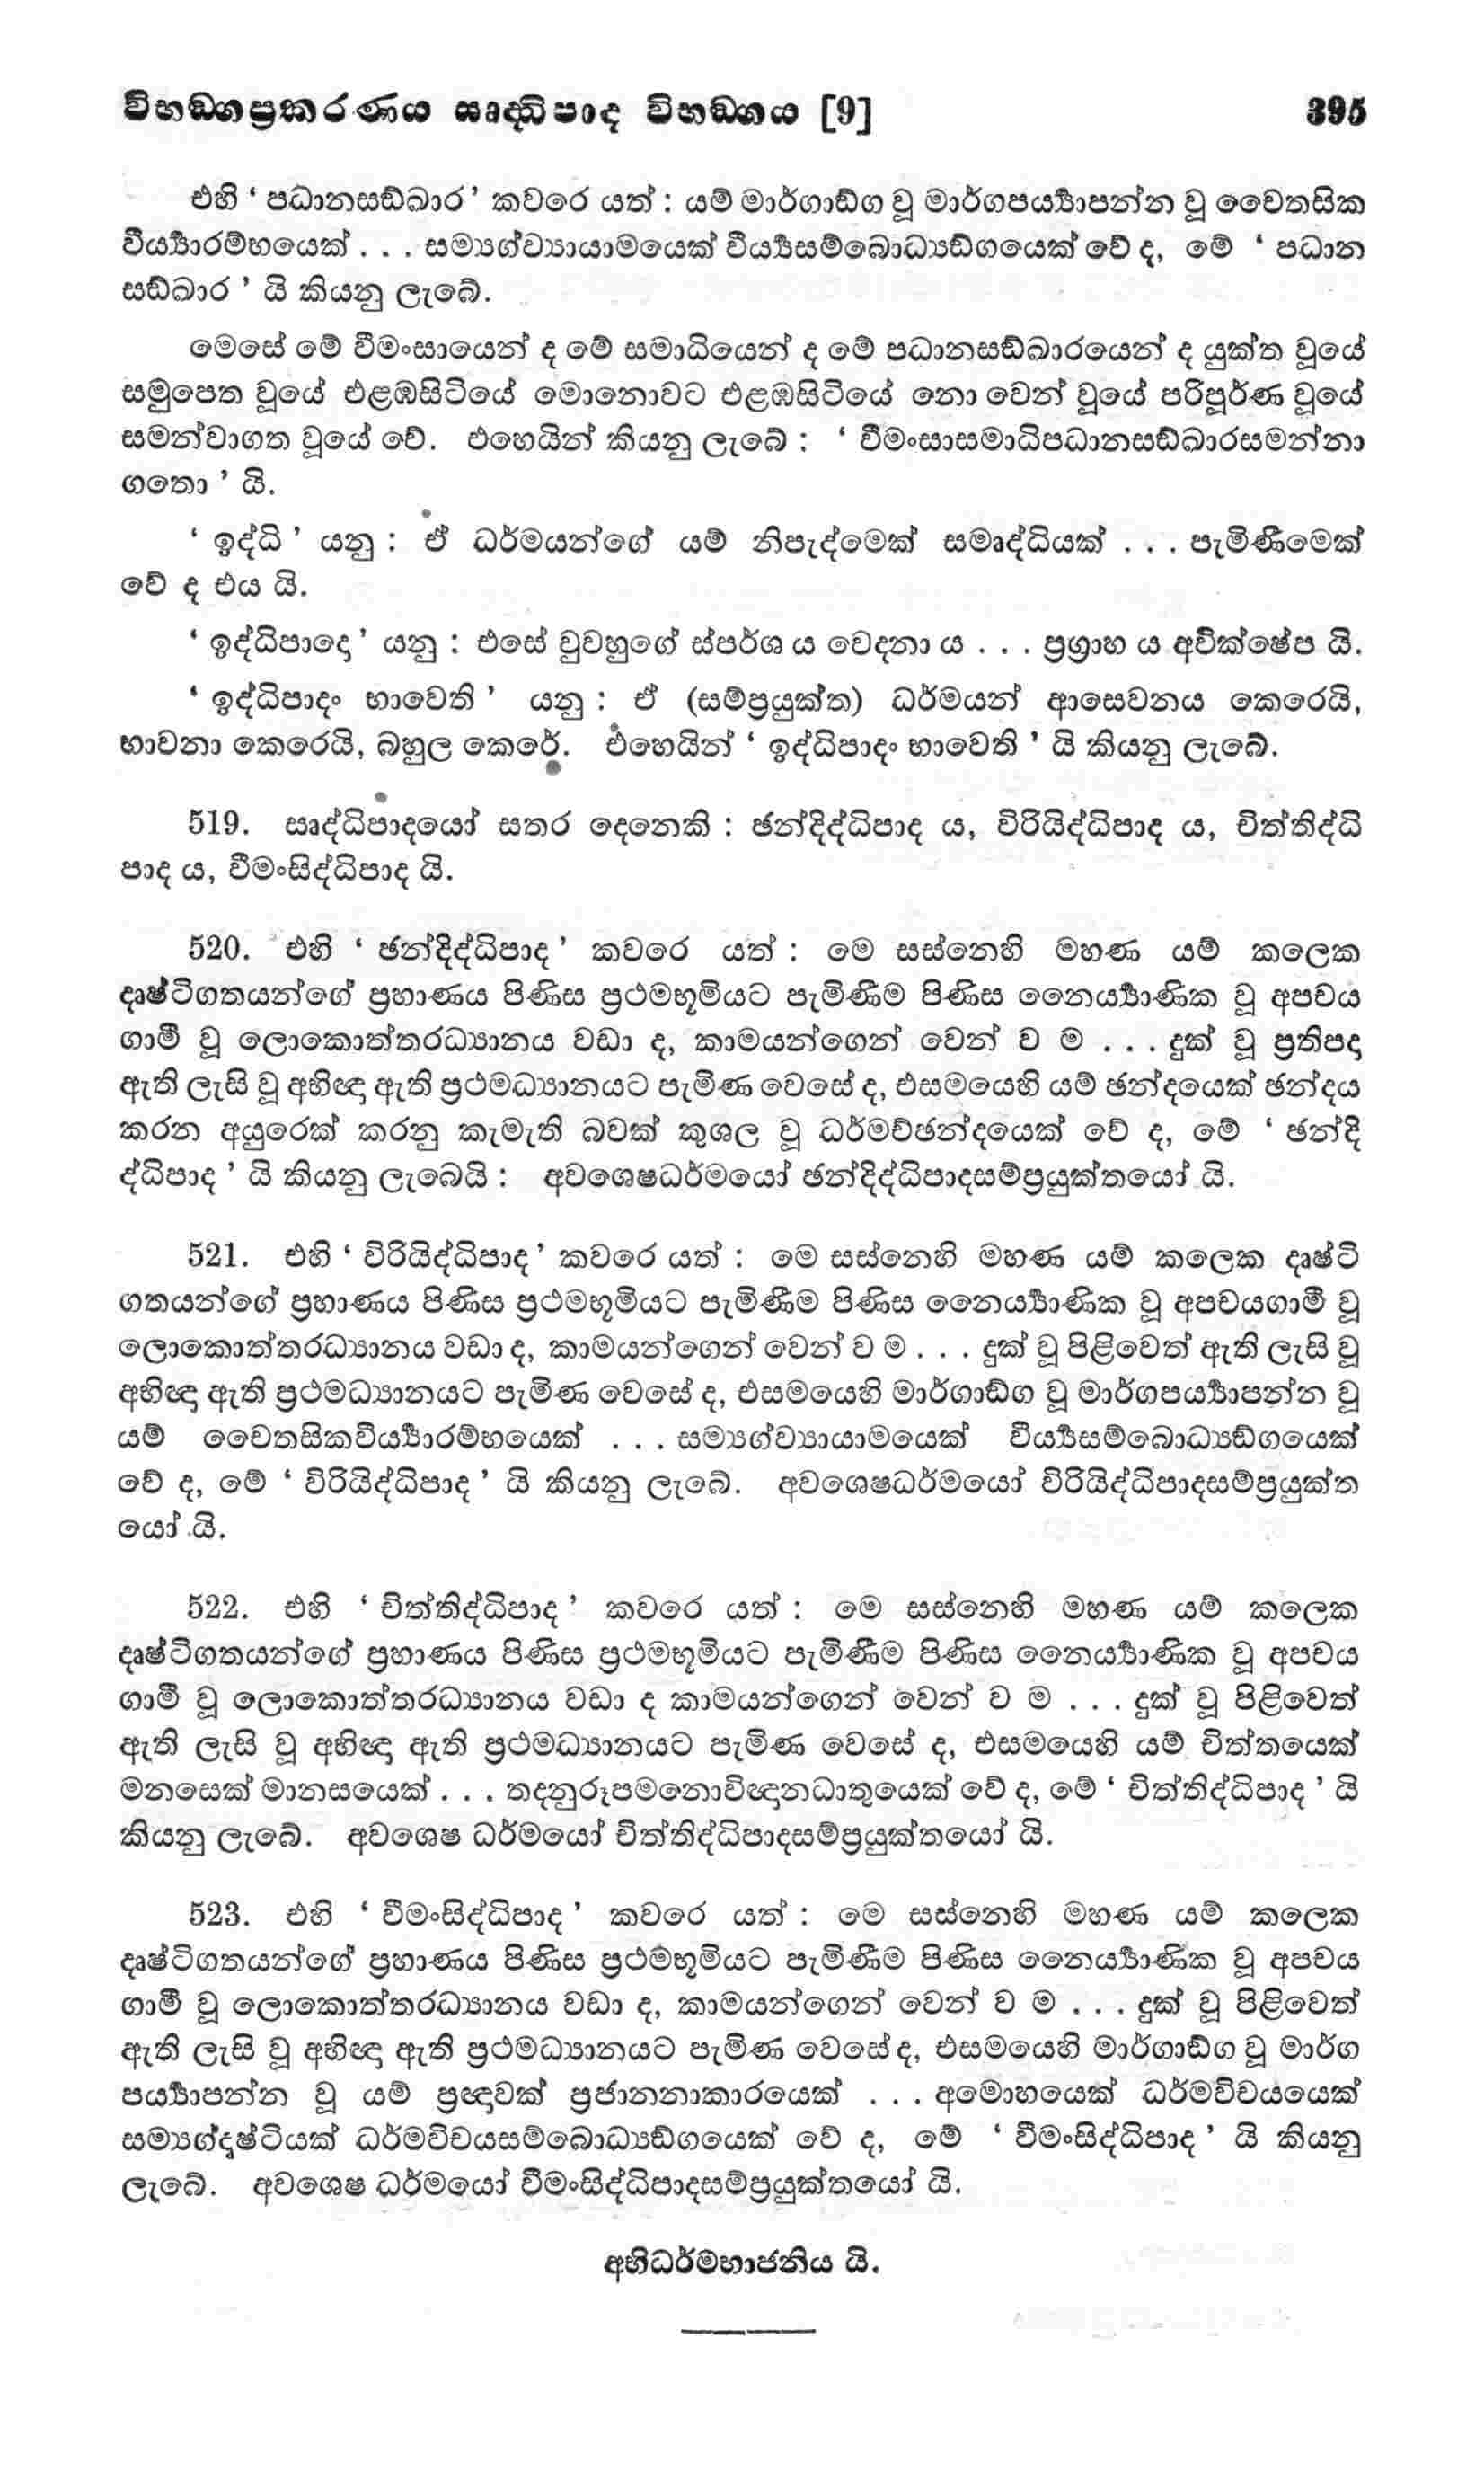 විභඞ්ගප්‍රකරණය ඍද්ධිපාද විභඞ්ගය [9] 395
එහි ‘ පධානසඞ්ඛාර’ කවරෙ යත් : යම් මාර්ගාඞ්ග වූ මාර්ගපර්‍ය්‍යාපන්න වූ චෛතසික
වීර්‍ය්‍යාරම්භයෙක් . . . සම්‍යග්ව්‍යායාමයෙක් වීර්‍ය්‍යසම්බොධ්‍යඞ්ගයෙක් වේ ද, මේ ‘ පධාන
සඞ්ඛාර ’ යි කියනු ලැබේ.
මෙසේ මේ වීමංසායෙන් ද මේ සමාධියෙන් ද මේ පධානසඞ්ඛාරයෙන් ද යුක්ත වූයේ
සමුපෙත වූයේ එළඹසිටියේ මොනොවට එළඹසිටියේ නො වෙන් වූයේ පරිපූර්ණ වූයේ
සමන්වාගත වූයේ වේ. එහෙයින් කියනු ලැබේ : ‘ වීමංසාසමාධිපධානසඞ්ඛාරසමන්නා
ගතො ’ යි.
‘ ඉද්ධි ’ යනු : ඒ ධර්මයන්ගේ යම් නිපැද්මෙක් සමෘද්ධියක් . . . පැමිණීමෙක්
වේ ද එය යි.
‘ ඉද්ධිපාදො ’ යනු : එසේ වුවහුගේ ස්පර්ශ ය වෙදනා ය . . . ප්‍රග්‍රාහ ය අවික්ෂේප යි.
‘ ඉද්ධිපාදං භාවෙති ’ යනු : ඒ (සම්ප්‍රයුක්ත) ධර්මයන් ආසෙවනය කෙරෙයි,
භාවනා කෙරෙයි, බහුල කෙරේ. එහෙයින් ‘ ඉද්ධිපාදං භාවෙති ’ යි කියනු ලැබේ.
519. ඍද්ධිපාදයෝ සතර දෙනෙකි : ඡන්දිද්ධිපාද ය, විරියිද්ධිපාද ය, චිත්තිද්ධි
පාද ය, වීමංසිද්ධිපාද යි.
520. එහි ‘ ඡන්දිද්ධිපාද ’ කවරෙ යත් : මෙ සස්නෙහි මහණ යම් කලෙක
දෘෂ්ටිගතයන්ගේ ප්‍රහාණය පිණිස ප්‍රථමභූමියට පැමිණීම පිණිස නෛර්‍ය්‍යාණික වූ අපචය
ගාමී වූ ලොකොත්තරධ්‍යානය වඩා ද, කාමයන්ගෙන් වෙන් ව ම . . . දුක් වූ ප්‍රතිපදා
ඇති ලැසි වූ අභිඥා ඇති ප්‍රථමධ්‍යානයට පැමිණ වෙසේ ද, එසමයෙහි යම් ඡන්දයෙක් ඡන්දය
කරන අයුරෙක් කරනු කැමැති බවක් කුශල වූ ධර්මච්ඡන්දයෙක් වේ ද, මේ ‘ ඡන්දි
ද්ධිපාද ’ යි කියනු ලැබෙයි : අවශෙෂධර්මයෝ ඡන්දිද්ධිපාදසම්ප්‍රයුක්තයෝ යි.
521. එහි ‘ විරියිද්ධිපාද ’ කවරෙ යත් : මෙ සස්නෙහි මහණ යම් කලෙක දෘෂ්ටි
ගතයන්ගේ ප්‍රහාණය පිණිස ප්‍රථමභූමියට පැමිණීම පිණිස නෛර්‍ය්‍යාණික වූ අපචයගාමී වූ
ලොකොත්තරධ්‍යානය වඩා ද, කාමයන්ගෙන් වෙන් ව ම . . . දුක් වූ පිළිවෙත් ඇති ලැසි වූ
අභිඥා ඇති ප්‍රථමධ්‍යානයට පැමිණ වෙසේ ද, එසමයෙහි මාර්ගාඞ්ග වූ මාර්ගපර්‍ය්‍යාපන්න වූ
යම් චෛතසිකවීර්‍ය්‍යාරම්භයෙක් . . . සම්‍යග්ව්‍යායාමයෙක් වීර්‍ය්‍යසම්බොධ්‍යඞ්ගයෙක්
වේ ද, මේ ‘ විරියිද්ධිපාද ’ යි කියනු ලැබේ. අවශෙෂධර්මයෝ විරියිද්ධිපාදසම්ප්‍රයුක්ත
යෝ යි.
522. එහි ‘ චිත්තිද්ධිපාද ’ කවරෙ යත් : මෙ සස්නෙහි මහණ යම් කලෙක
දෘෂ්ටිගතයන්ගේ ප්‍රහාණය පිණිස ප්‍රථමභූමියට පැමිණීම පිණිස නෛර්‍ය්‍යාණික වූ අපචය
ගාමී වූ ලොකොත්තරධ්‍යානය වඩා ද කාමයන්ගෙන් වෙන් ව ම . . . දුක් වූ පිළිවෙත්
ඇති ලැසි වූ අභිඥා ඇති ප්‍රථමධ්‍යානයට පැමිණ වෙසේ ද, එසමයෙහි යම් චිත්තයෙක්
මනසෙක් මානසයෙක් . . . තදනුරූපමනොවිඥානධාතුයෙක් වේ ද, මේ ‘ චිත්තිද්ධිපාද ’ යි
කියනු ලැබේ. අවශෙෂ ධර්මයෝ චිත්තිද්ධිපාදසම්ප්‍රයුක්තයෝ යි.
523. එහි ‘ වීමංසිද්ධිපාද ’ කවරෙ යත් : මෙ සස්නෙහි මහණ යම් කලෙක
දෘෂ්ටිගතයන්ගේ ප්‍රහාණය පිණිස ප්‍රථමභූමියට පැමිණීම පිණිස නෛර්‍ය්‍යාණික වූ අපචය
ගාමී වූ ලොකොත්තරධ්‍යානය වඩා ද, කාමයන්ගෙන් වෙන් ව ම . . . දුක් වූ පිළිවෙත්
ඇති ලැසි වූ අභිඥා ඇති ප්‍රථමධ්‍යානයට පැමිණ වෙසේ ද, එසමයෙහි මාර්ගාඞ්ග වූ මාර්ග
පර්‍ය්‍යාපන්න වූ යම් ප්‍රඥාවක් ප්‍රජානනාකාරයෙක් . . . අමොහයෙක් ධර්මවිචයයෙක්
සම්‍යග්දෘෂ්ටියක් ධර්මවිචයසම්බොධ්‍යඞ්ගයෙක් වේ ද, මේ ‘ වීමංසිද්ධිපාද ’ යි කියනු
ලැබේ. අවශෙෂ ධර්මයෝ වීමංසිද්ධිපාදසම්ප්‍රයුක්තයෝ යි.
අභිධර්මභාජනිය යි.